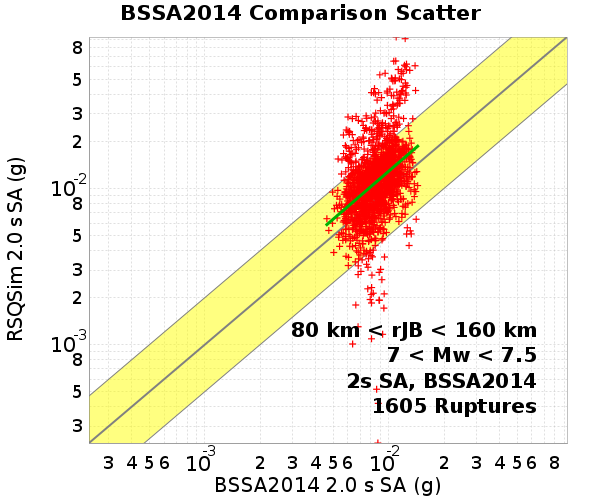 BSSA2014 Comparison Scatter
8
5
3
2
10-2
8
5
3
2
10-3
8
5
3
RSQSim 2.0 s SA (g)
80 km < rJB < 160 km
7 < Mw < 7.5
2s SA, BSSA2014
1605 Ruptures
3 4 5 6 10-3 2 3 4 5 6 10-2 2 3 4 5 6 8
BSSA2014 2.0 s SA (g)